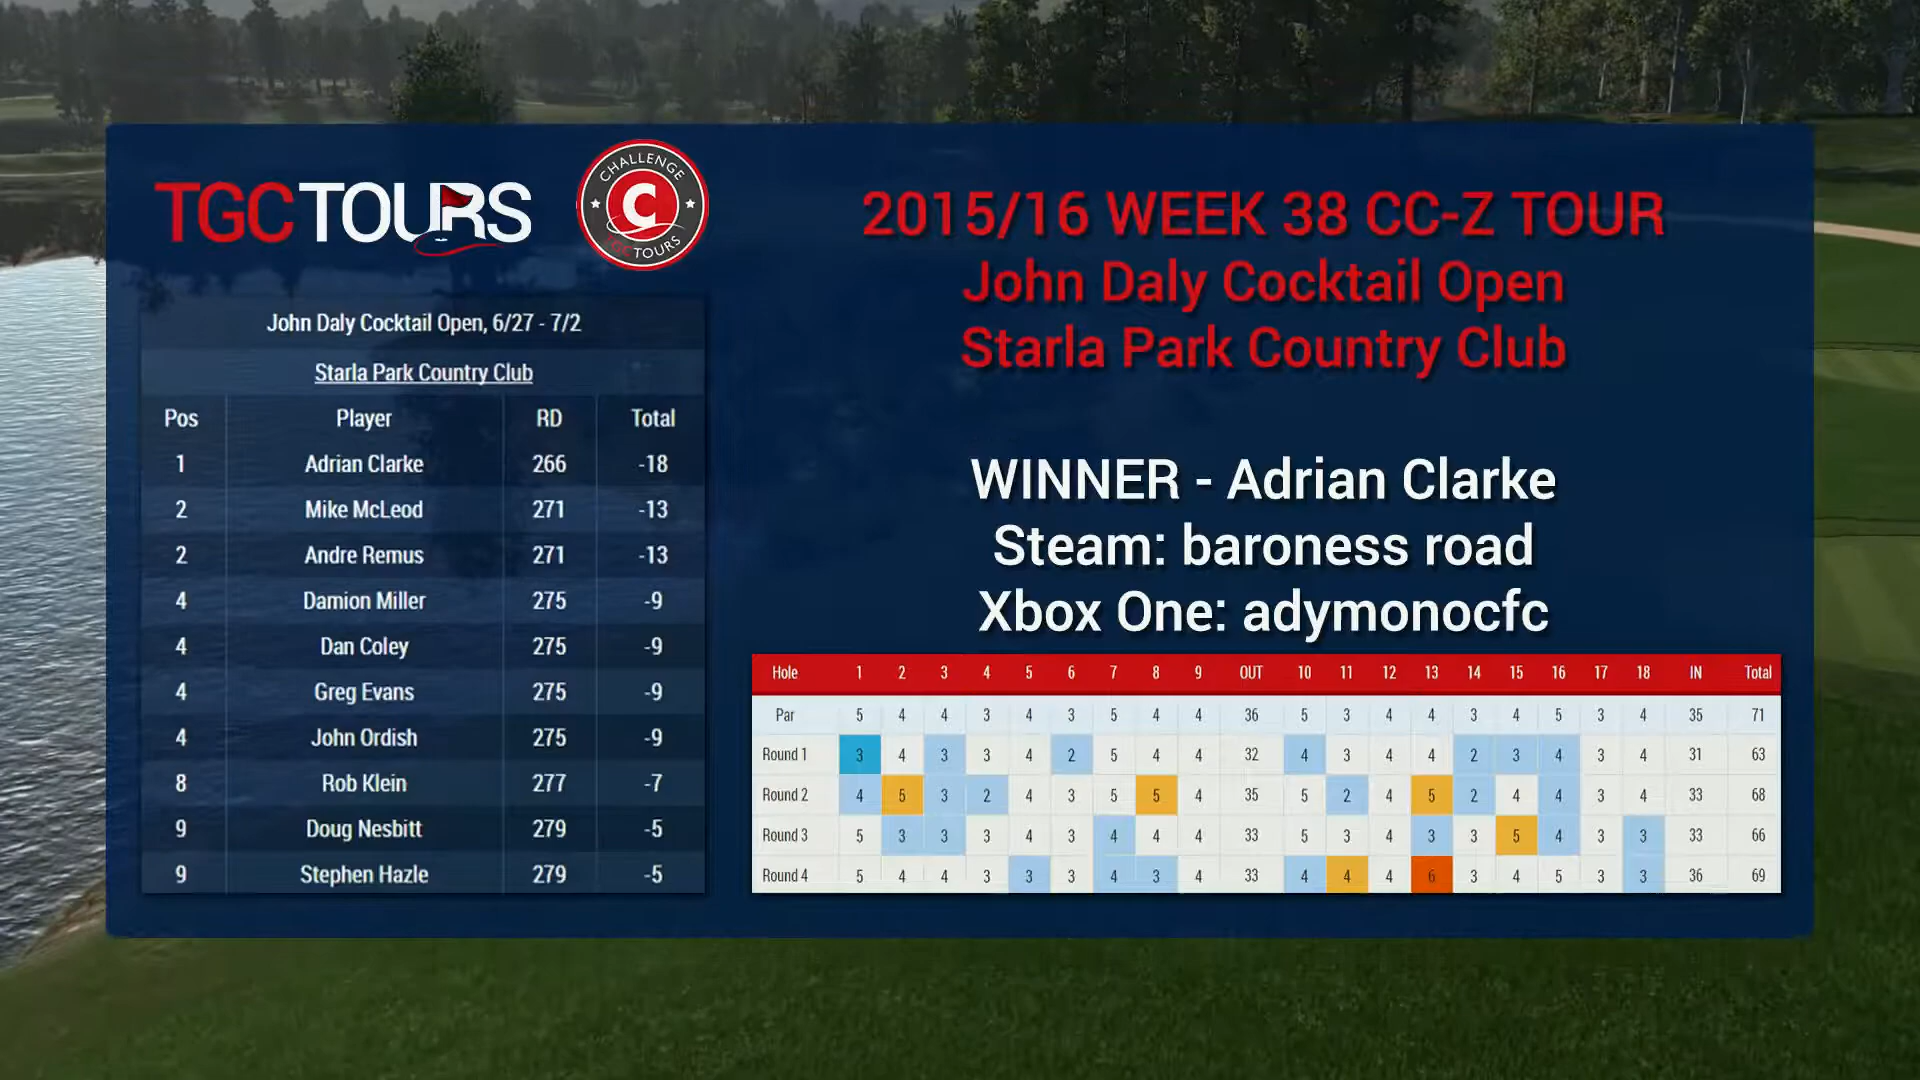 TGCTOURS
CHALLENGE
C
TGCTOURS
2015/16 WEEK 38 CC-Z TOUR
John Daly Cocktail Open
Starla Park Country Club
John Daly Cocktail Open, 6/27 - 7/2
Starla Park Country Club
Pos Player RD Total
1 Adrian Clarke 266 -18
2 Mike McLeod 271 -13
2 Andre Remus 271 -13
4 Damion Miller 275 -9
4 Dan Coley 275 -9
4 Greg Evans 275 -9
4 John Ordish 275 -9
8 Rob Klein 277 -7
9 Doug Nesbitt 279 -5
9 Stephen Hazle 279 -5
WINNER - Adrian Clarke
Steam: baroness road
Xbox One: adymonocfc
Hole 1 2 3 4 5 6 7 8 9 OUT 10 11 12 13 14 15 16 17 18 IN Total
Par 5 4 4 3 4 3 5 4 4 36 5 3 4 4 3 4 5 3 4 35 71
Round 1 3 4 3 3 4 2 5 4 4 32 4 3 4 4 2 3 4 3 4 31 63
Round 2 4 5 3 2 4 3 5 5 4 35 5 2 4 5 2 4 4 3 4 33 68
Round 3 5 3 3 3 4 3 4 4 4 33 5 3 4 3 3 5 4 3 3 33 66
Round 4 5 4 4 3 3 3 4 3 4 33 4 4 4 6 3 4 5 3 3 36 69